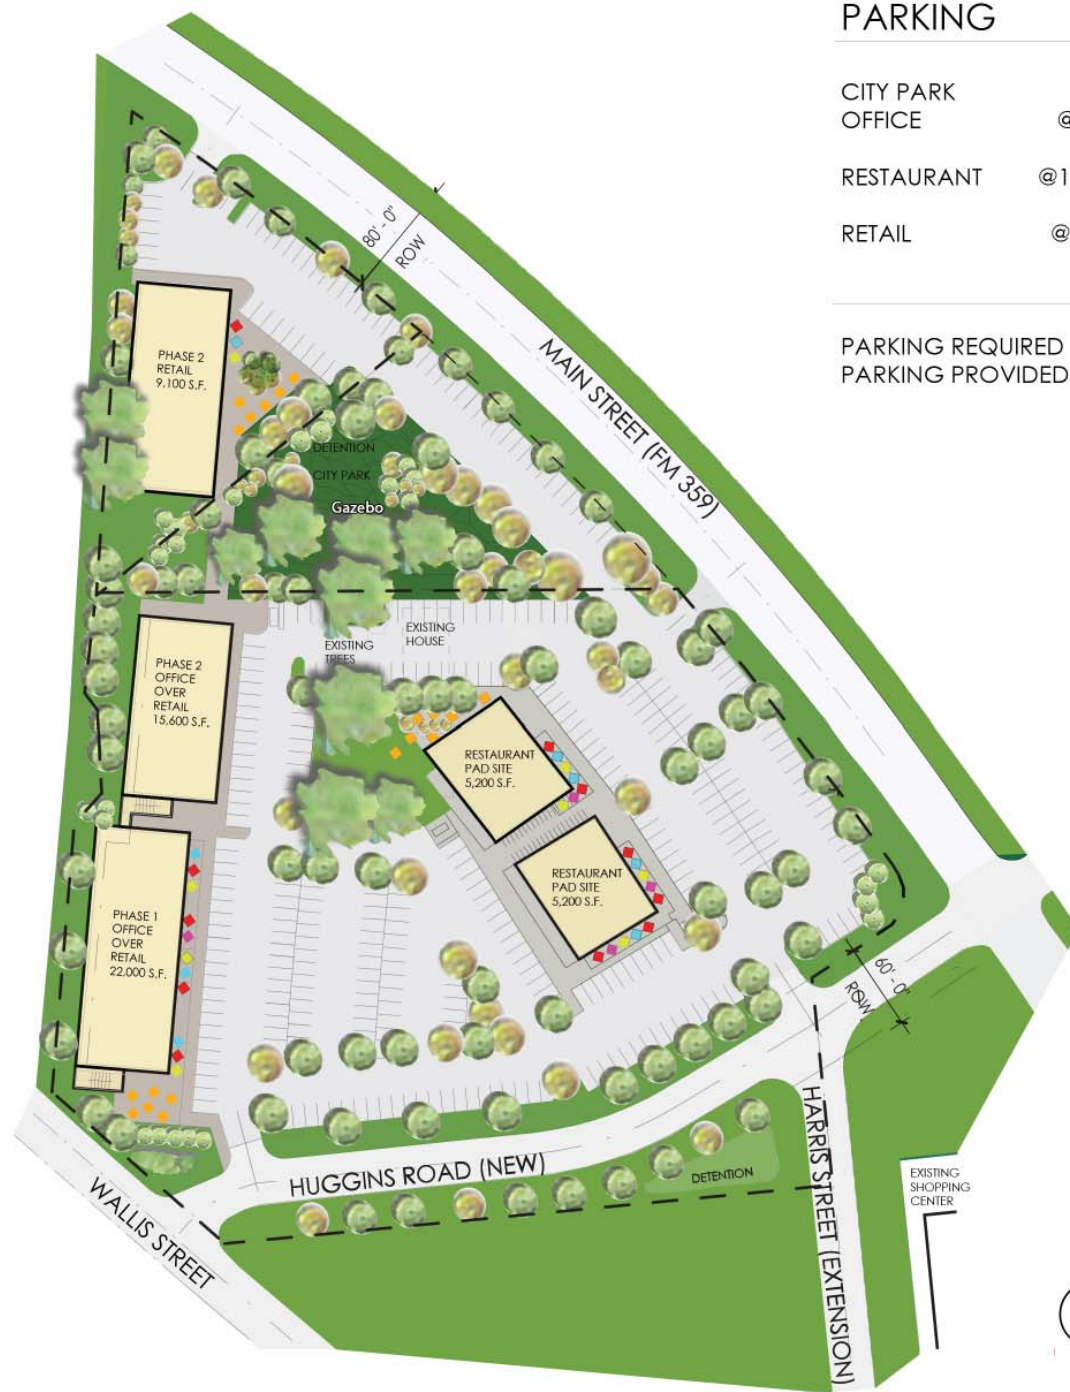 PARKING
CITY PARK
OFFICE @
RESTAURANT @1
RETAIL @
PARKING REQUIRED
PARKING PROVIDED
80'-0"
ROW
MAIN STREET (FM 359)
PHASE 2
RETAIL
9,100 S.F.
DETENTION
CITY PARK
Gazebo
EXISTING
HOUSE
EXISTING
TREES
PHASE 2
OFFICE
OVER
RETAIL
15,600 S.F.
RESTAURANT
PAD SITE
5,200 S.F.
RESTAURANT
PAD SITE
5,200 S.F.
PHASE 1
OFFICE
OVER
RETAIL
22,000 S.F.
60'-0"
ROW
HUGGINS ROAD (NEW)
WALLIS STREET
HARRIS STREET (EXTENSION)
DETENTION
EXISTING
SHOPPING
CENTER